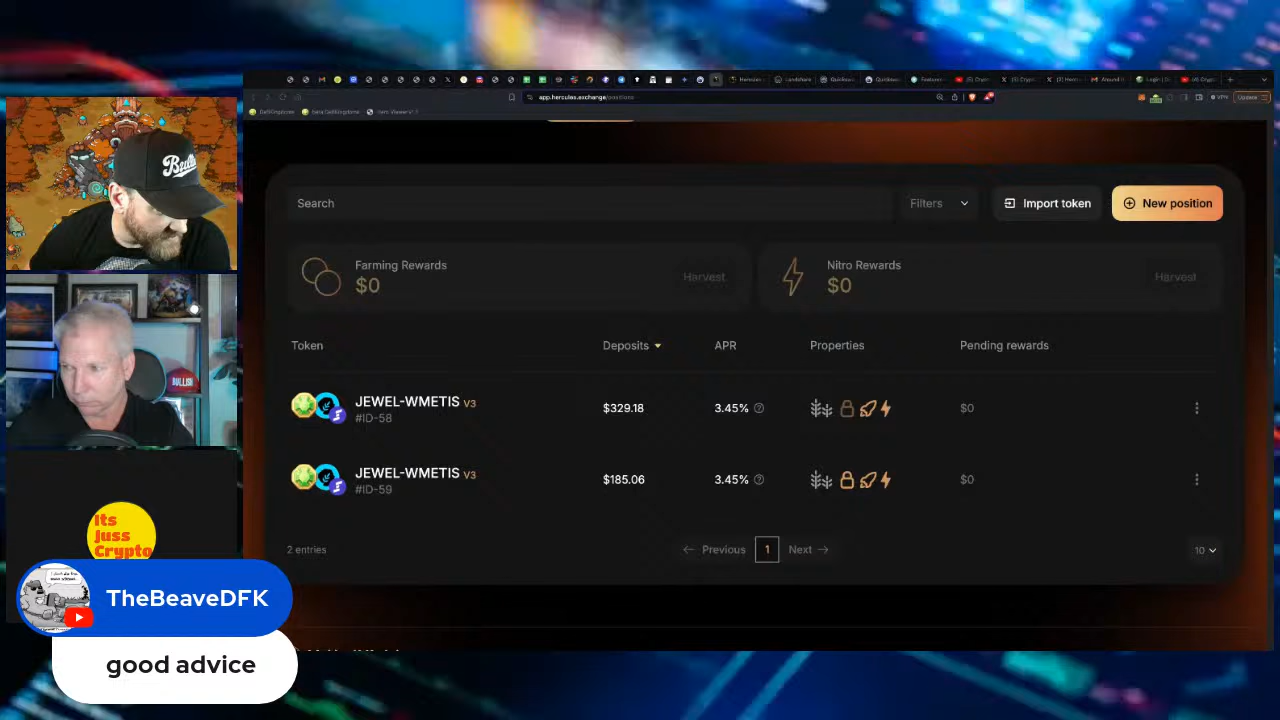 app.hercules.exchange/positions
Search
Filters
Import token
New position
Farming Rewards
$0
Harvest
Nitro Rewards
$0
Harvest
Token
Deposits
APR
Properties
Pending rewards
JEWEL-WMETIS V3
#ID-58
$329.18
3.45%
$0
JEWEL-WMETIS V3
#ID-59
$185.06
3.45%
$0
2 entries
Previous
1
Next
10
BULLISH
Its
Juss
Crypto
TheBeaveDFK
good advice